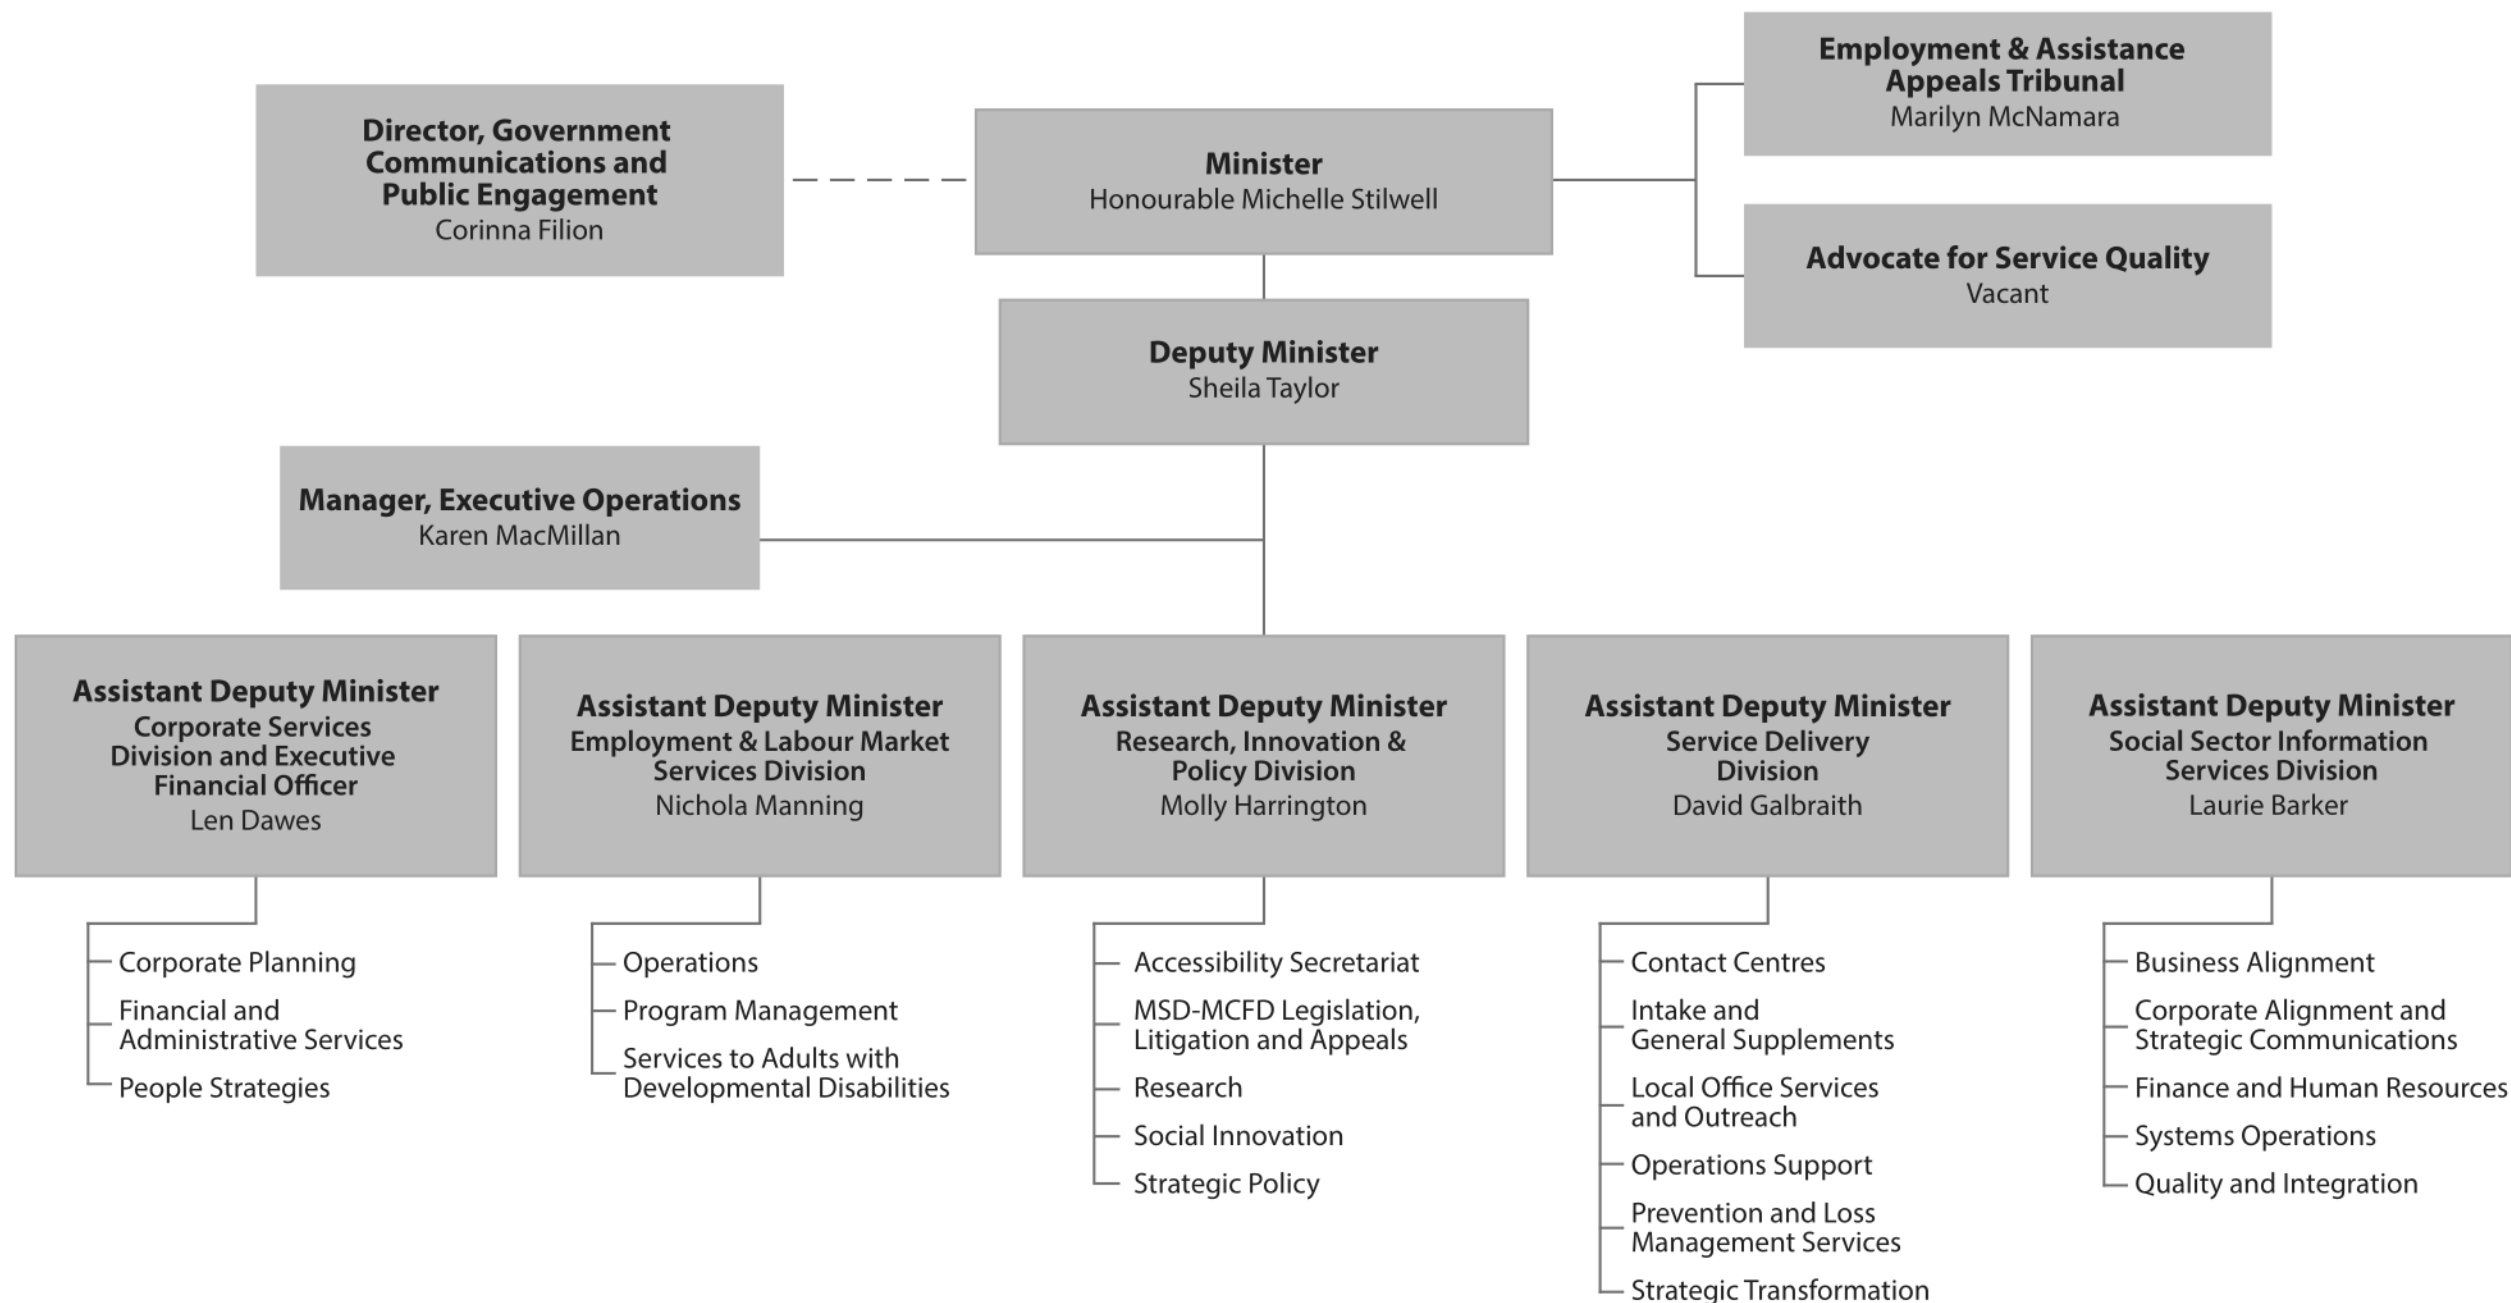 Director, Government
Communications and
Public Engagement
Corinna Filion
Minister
Honourable Michelle Stilwell
Employment & Assistance
Appeals Tribunal
Marilyn McNamara
Advocate for Service Quality
Vacant
Deputy Minister
Sheila Taylor
Manager, Executive Operations
Karen MacMillan
Assistant Deputy Minister
Corporate Services
Division and Executive
Financial Officer
Len Dawes
Corporate Planning
Financial and
Administrative Services
People Strategies
Assistant Deputy Minister
Employment & Labour Market
Services Division
Nichola Manning
Operations
Program Management
Services to Adults with
Developmental Disabilities
Assistant Deputy Minister
Research, Innovation &
Policy Division
Molly Harrington
Accessibility Secretariat
MSD-MCFD Legislation,
Litigation and Appeals
Research
Social Innovation
Strategic Policy
Assistant Deputy Minister
Service Delivery
Division
David Galbraith
Contact Centres
Intake and
General Supplements
Local Office Services
and Outreach
Operations Support
Prevention and Loss
Management Services
Strategic Transformation
Assistant Deputy Minister
Social Sector Information
Services Division
Laurie Barker
Business Alignment
Corporate Alignment and
Strategic Communications
Finance and Human Resources
Systems Operations
Quality and Integration